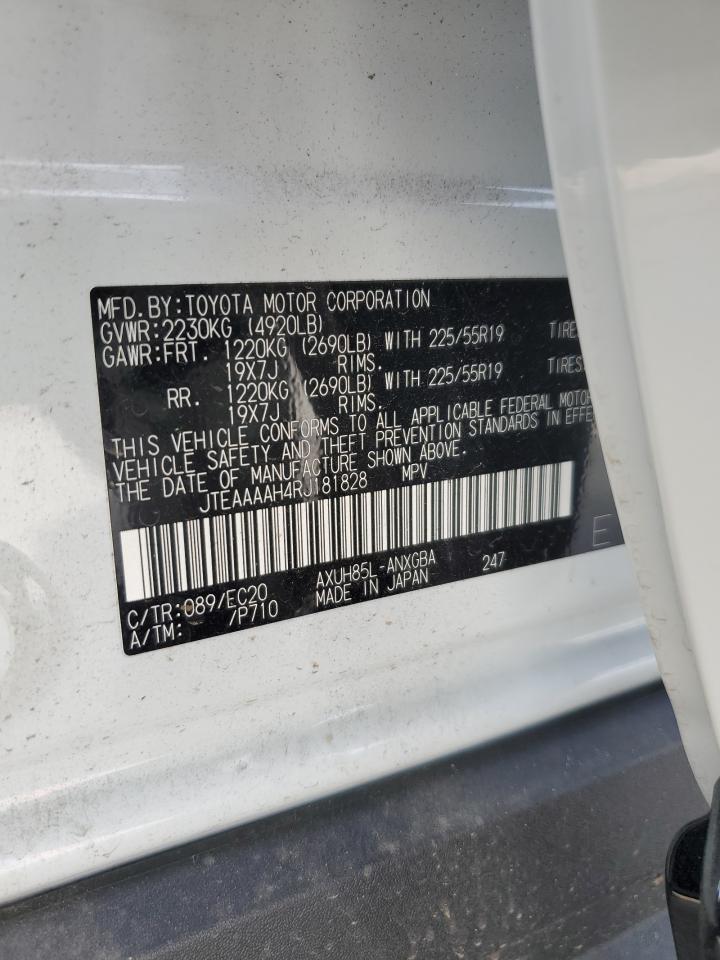 MFD.BY:TOYOTA MOTOR CORPORATION
GVWR:2230KG (4920LB)
GAWR:FRT. 1220KG (2690LB) WITH 225/55R19 TIRES
19X7J RIMS.
RR. 1220KG (2690LB) WITH 225/55R19 TIRES
19X7J RIMS.
THIS VEHICLE CONFORMS TO ALL APPLICABLE FEDERAL MOTOR
VEHICLE SAFETY AND THEFT PREVENTION STANDARDS IN EFFE
THE DATE OF MANUFACTURE SHOWN ABOVE.
JTEAAAAH4RJ181828 MPV
E
C/TR:089/EC20 AXUH85L-ANXGBA 247
A/TM: /P710 MADE IN JAPAN